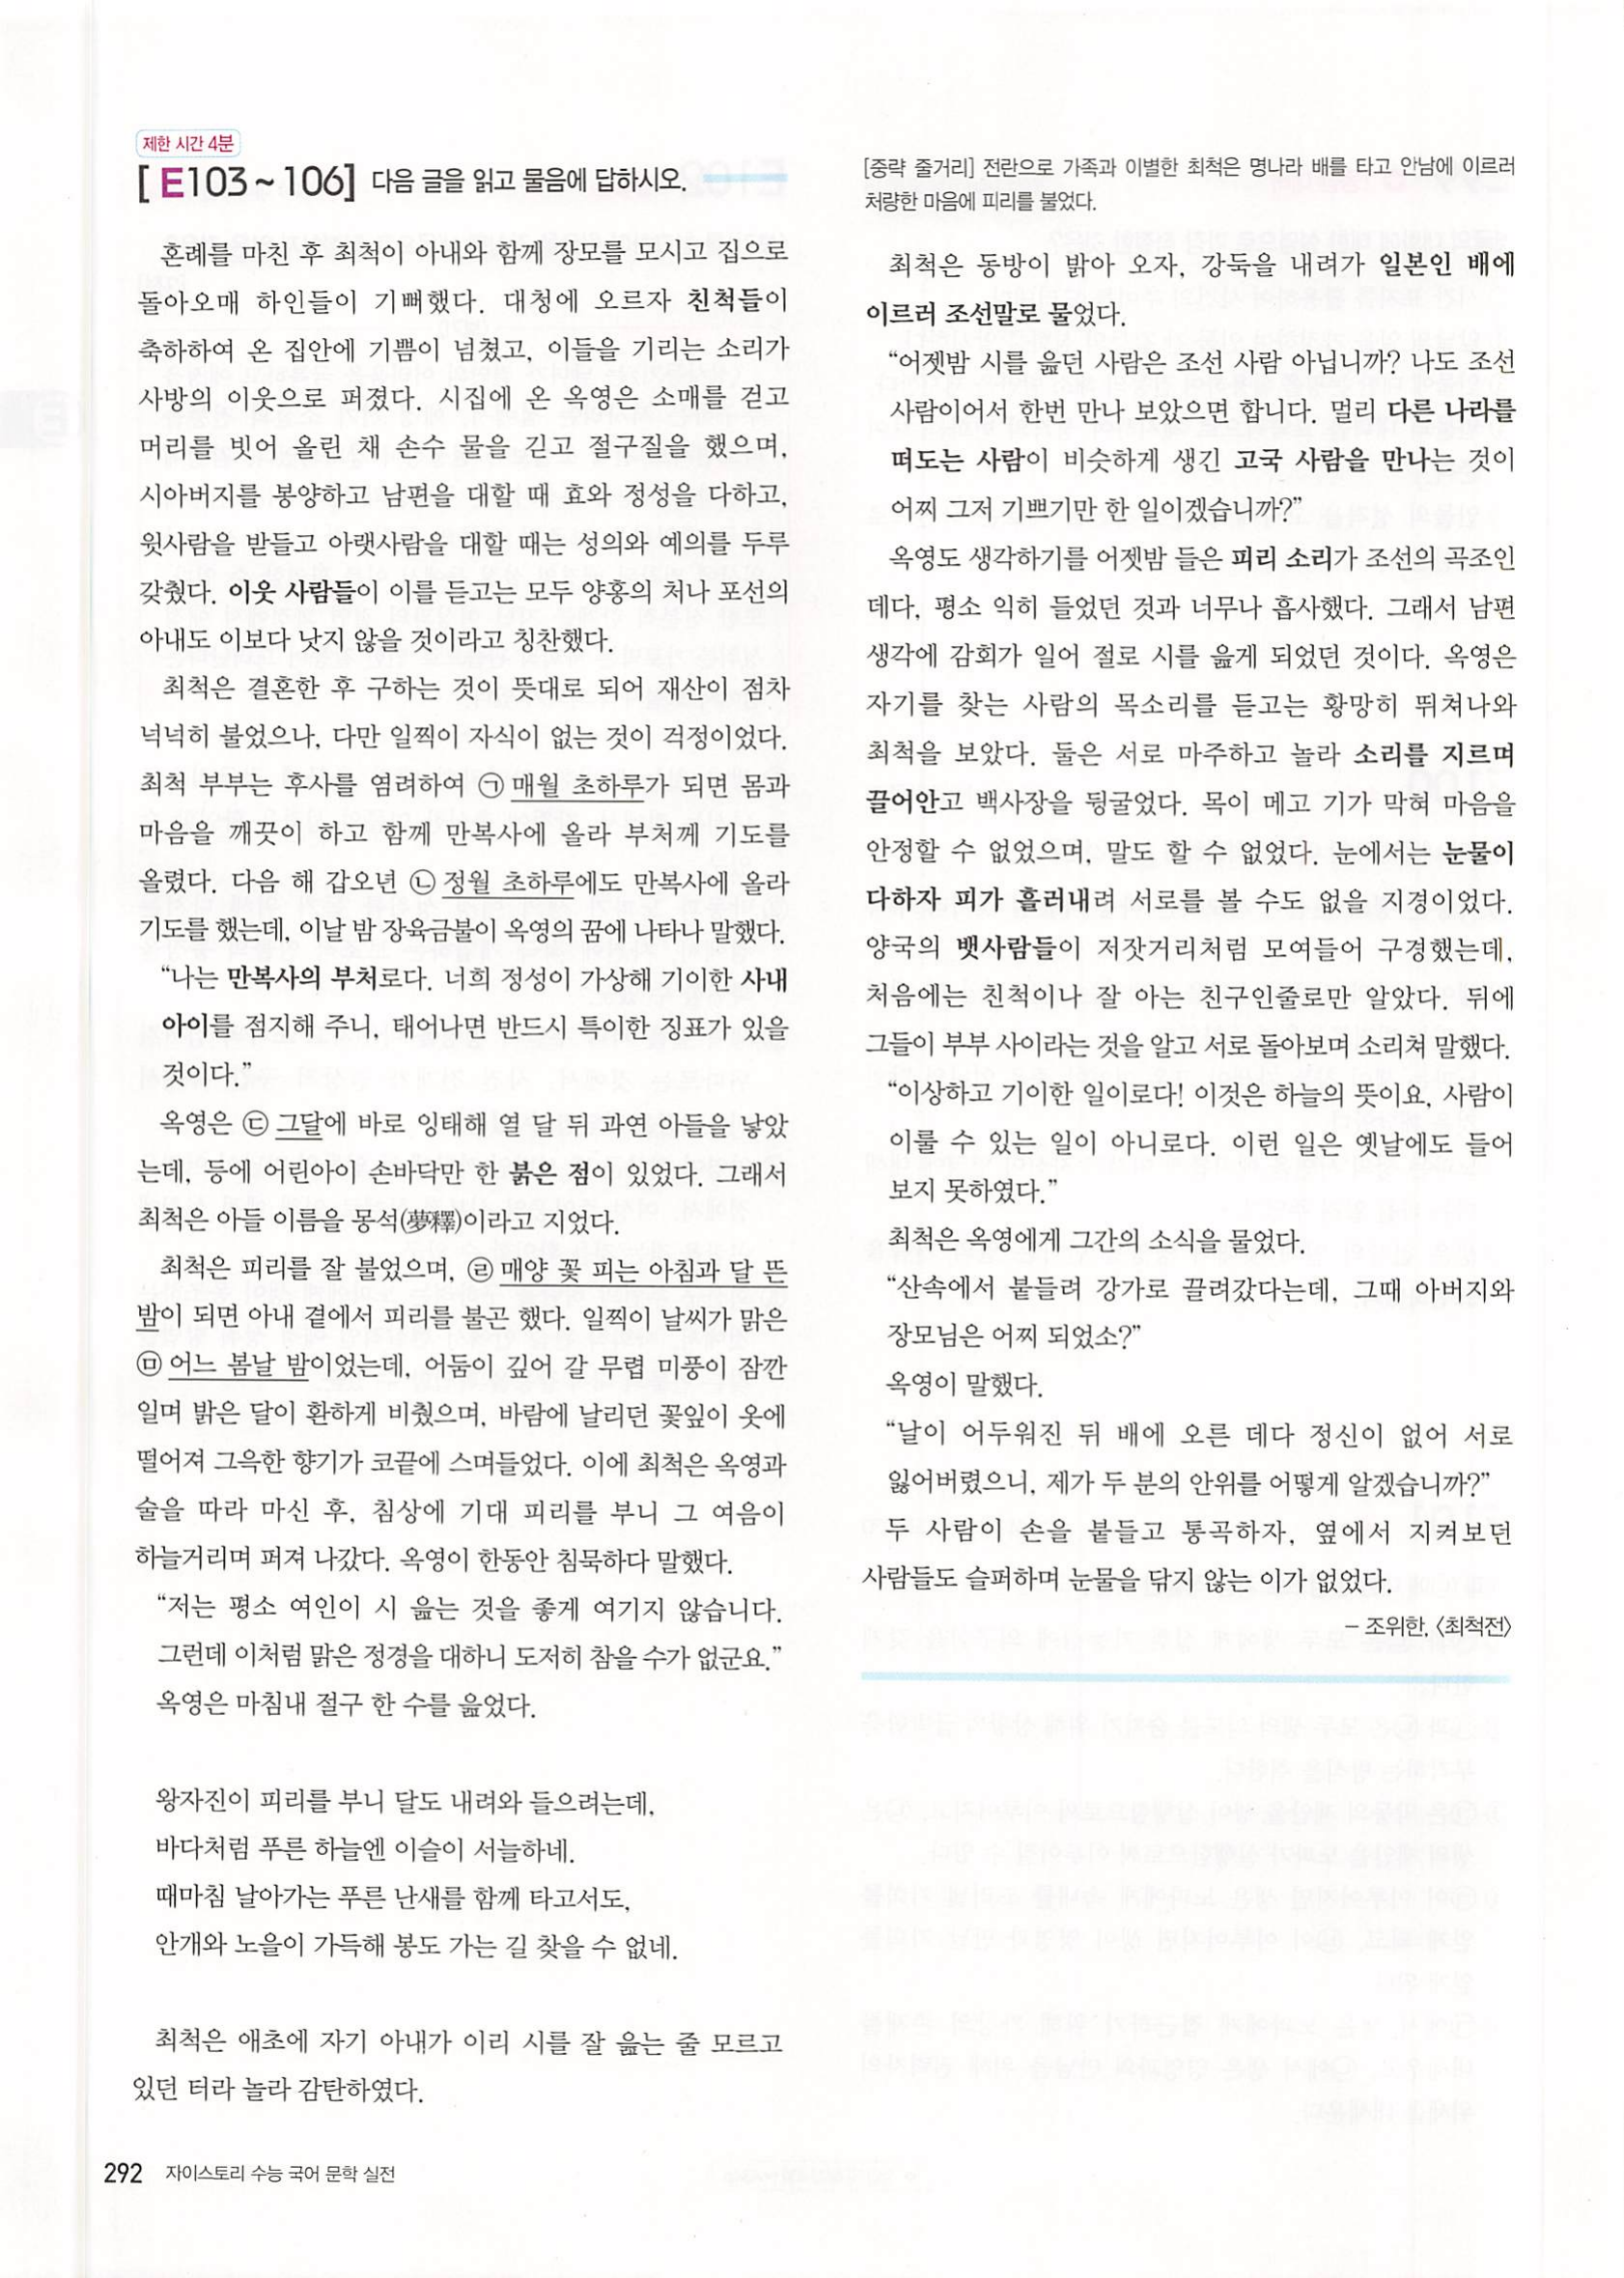 제한 시간 4분
[E103~106] 다음 글을 읽고 물음에 답하시오.
혼례를 마친 후 최척이 아내와 함께 장모를 모시고 집으로
돌아오매 하인들이 기뻐했다. 대청에 오르자 친척들이
축하하여 온 집안에 기쁨이 넘쳤고, 이들을 기리는 소리가
사방의 이웃으로 퍼졌다. 시집에 온 옥영은 소매를 걷고
머리를 빗어 올린 채 손수 물을 긷고 절구질을 했으며,
시아버지를 봉양하고 남편을 대할 때 효와 정성을 다하고,
윗사람을 받들고 아랫사람을 대할 때는 성의와 예의를 두루
갖췄다. 이웃 사람들이 이를 듣고는 모두 양홍의 처나 포선의
아내도 이보다 낫지 않을 것이라고 칭찬했다.
최척은 결혼한 후 구하는 것이 뜻대로 되어 재산이 점차
넉넉히 불었으나, 다만 일찍이 자식이 없는 것이 걱정이었다.
최척 부부는 후사를 염려하여 ㉠ 매월 초하루가 되면 몸과
마음을 깨끗이 하고 함께 만복사에 올라 부처께 기도를
올렸다. 다음 해 갑오년 ㉡ 정월 초하루에도 만복사에 올라
기도를 했는데, 이날 밤 장육금불이 옥영의 꿈에 나타나 말했다.
“나는 만복사의 부처로다. 너희 정성이 가상해 기이한 사내
아이를 점지해 주니, 태어나면 반드시 특이한 징표가 있을
것이다.”
옥영은 ㉢ 그달에 바로 잉태해 열 달 뒤 과연 아들을 낳았
는데, 등에 어린아이 손바닥만 한 붉은 점이 있었다. 그래서
최척은 아들 이름을 몽석(夢釋)이라고 지었다.
최척은 피리를 잘 불었으며, ㉣ 매양 꽃 피는 아침과 달 뜬
밤이 되면 아내 곁에서 피리를 불곤 했다. 일찍이 날씨가 맑은
㉤ 어느 봄날 밤이었는데, 어둠이 깊어 갈 무렵 미풍이 잠깐
일며 밝은 달이 환하게 비췄으며, 바람에 날리던 꽃잎이 옷에
떨어져 그윽한 향기가 코끝에 스며들었다. 이에 최척은 옥영과
술을 따라 마신 후, 침상에 기대 피리를 부니 그 여음이
하늘거리며 퍼져 나갔다. 옥영이 한동안 침묵하다 말했다.
“저는 평소 여인이 시 읊는 것을 좋게 여기지 않습니다.
그런데 이처럼 맑은 정경을 대하니 도저히 참을 수가 없군요.”
옥영은 마침내 절구 한 수를 읊었다.
왕자진이 피리를 부니 달도 내려와 들으려는데,
바다처럼 푸른 하늘엔 이슬이 서늘하네.
때마침 날아가는 푸른 난새를 함께 타고서도,
안개와 노을이 가득해 봉도 가는 길 찾을 수 없네.
최척은 애초에 자기 아내가 이리 시를 잘 읊는 줄 모르고
있던 터라 놀라 감탄하였다.
[중략 줄거리] 전란으로 가족과 이별한 최척은 명나라 배를 타고 안남에 이르러
처량한 마음에 피리를 불었다.
최척은 동방이 밝아 오자, 강둑을 내려가 일본인 배에
이르러 조선말로 물었다.
“어젯밤 시를 읊던 사람은 조선 사람 아닙니까? 나도 조선
사람이어서 한번 만나 보았으면 합니다. 멀리 다른 나라를
떠도는 사람이 비슷하게 생긴 고국 사람을 만나는 것이
어찌 그저 기쁘기만 한 일이겠습니까?”
옥영도 생각하기를 어젯밤 들은 피리 소리가 조선의 곡조인
데다, 평소 익히 들었던 것과 너무나 흡사했다. 그래서 남편
생각에 감회가 일어 절로 시를 읊게 되었던 것이다. 옥영은
자기를 찾는 사람의 목소리를 듣고는 황망히 뛰쳐나와
최척을 보았다. 둘은 서로 마주하고 놀라 소리를 지르며
끌어안고 백사장을 뒹굴었다. 목이 메고 기가 막혀 마음을
안정할 수 없었으며, 말도 할 수 없었다. 눈에서는 눈물이
다하자 피가 흘러내려 서로를 볼 수도 없을 지경이었다.
양국의 뱃사람들이 저잣거리처럼 모여들어 구경했는데,
처음에는 친척이나 잘 아는 친구인줄로만 알았다. 뒤에
그들이 부부 사이라는 것을 알고 서로 돌아보며 소리쳐 말했다.
“이상하고 기이한 일이로다! 이것은 하늘의 뜻이요, 사람이
이룰 수 있는 일이 아니로다. 이런 일은 옛날에도 들어
보지 못하였다.”
최척은 옥영에게 그간의 소식을 물었다.
“산속에서 붙들려 강가로 끌려갔다는데, 그때 아버지와
장모님은 어찌 되었소?”
옥영이 말했다.
“날이 어두워진 뒤 배에 오른 데다 정신이 없어 서로
잃어버렸으니, 제가 두 분의 안위를 어떻게 알겠습니까?”
두 사람이 손을 붙들고 통곡하자, 옆에서 지켜보던
사람들도 슬퍼하며 눈물을 닦지 않는 이가 없었다.
– 조위한, 〈최척전〉
292 자이스토리 수능 국어 문학 실전